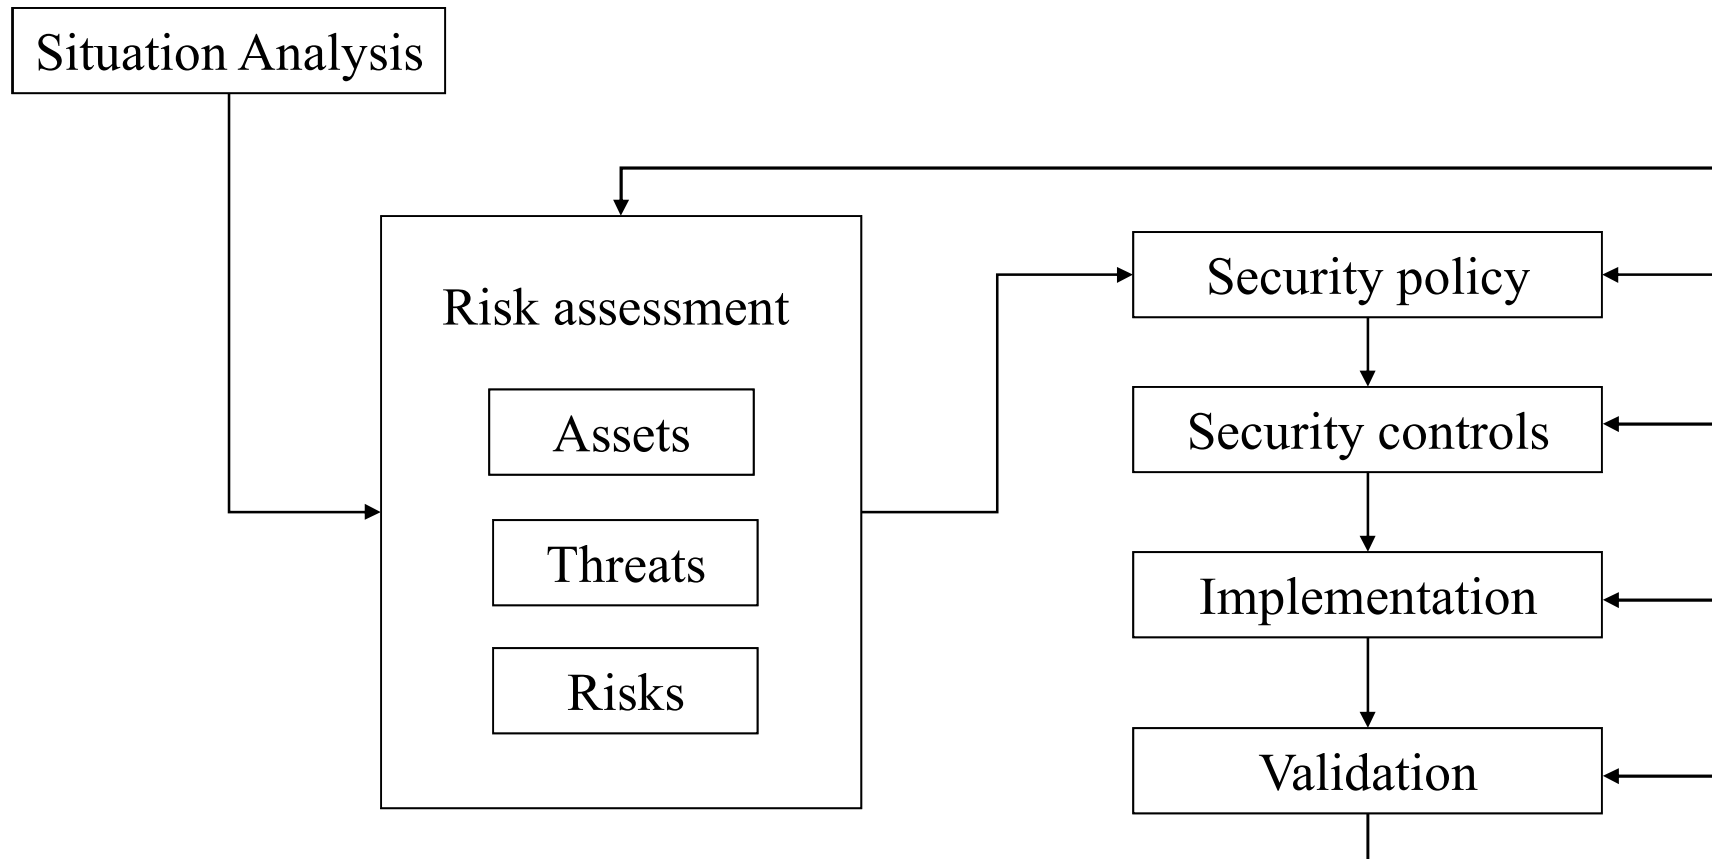 Situation Analysis
Risk assessment
Assets
Threats
Risks
Security policy
Security controls
Implementation
Validation